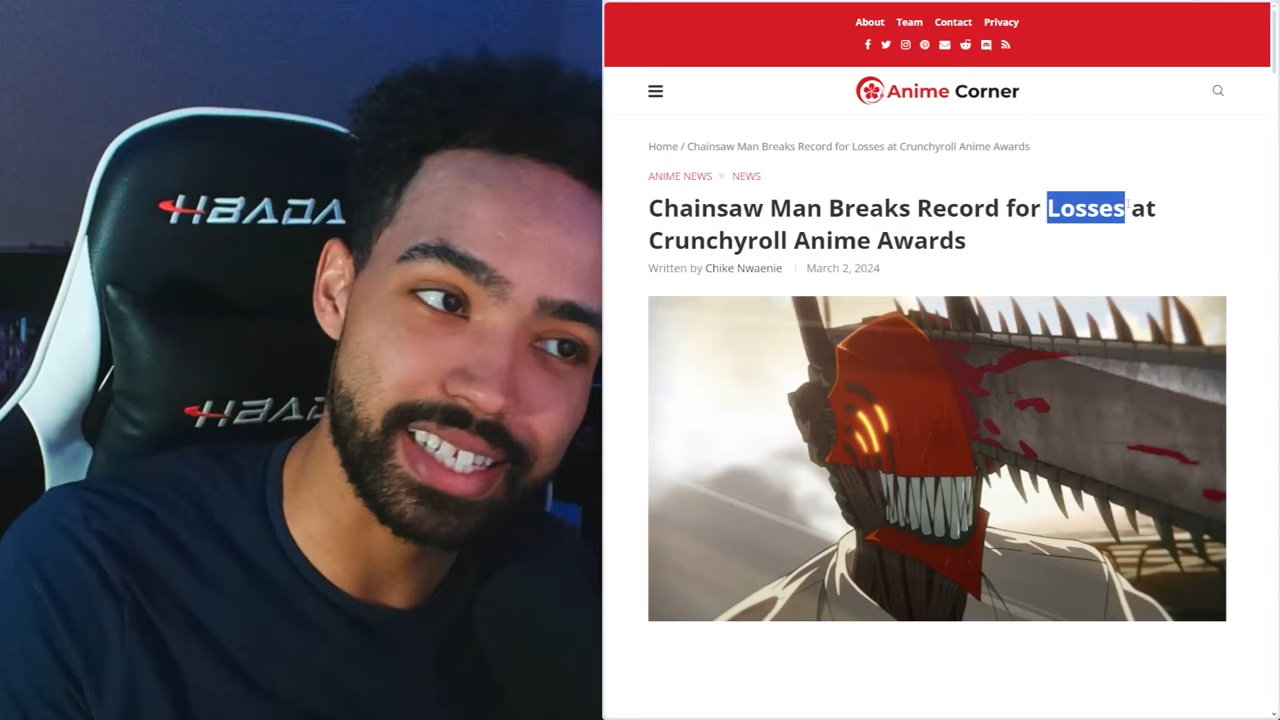 HBADA
HBAD
About Team Contact Privacy
Anime Corner
Home / Chainsaw Man Breaks Record for Losses at Crunchyroll Anime Awards
ANIME NEWS NEWS
Chainsaw Man Breaks Record for Losses at
Crunchyroll Anime Awards
Written by Chike Nwaenie March 2, 2024